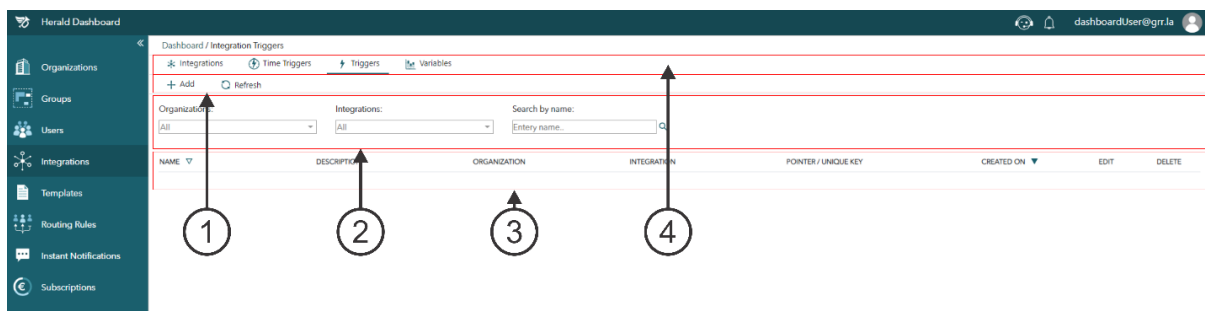 Herald Dashboard
dashboardUser@grr.la
Organizations
Groups
Users
Integrations
Templates
Routing Rules
Instant Notifications
Subscriptions
Dashboard / Integration Triggers
Integrations Time Triggers Triggers Variables
Add Refresh
Organizations: Integrations: Search by name:
All All Entery name..
NAME DESCRIPTION ORGANIZATION INTEGRATION POINTER / UNIQUE KEY CREATED ON EDIT DELETE
1 2 3 4